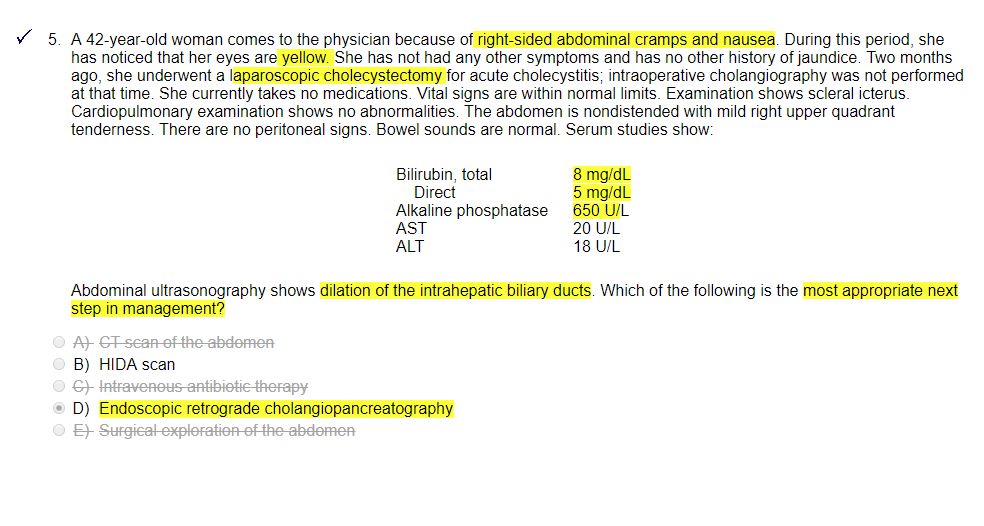 5. A 42-year-old woman comes to the physician because of right-sided abdominal cramps and nausea. During this period, she
has noticed that her eyes are yellow. She has not had any other symptoms and has no other history of jaundice. Two months
ago, she underwent a laparoscopic cholecystectomy for acute cholecystitis; intraoperative cholangiography was not performed
at that time. She currently takes no medications. Vital signs are within normal limits. Examination shows scleral icterus.
Cardiopulmonary examination shows no abnormalities. The abdomen is nondistended with mild right upper quadrant
tenderness. There are no peritoneal signs. Bowel sounds are normal. Serum studies show:
Bilirubin, total 8 mg/dL
Direct 5 mg/dL
Alkaline phosphatase 650 U/L
AST 20 U/L
ALT 18 U/L
Abdominal ultrasonography shows dilation of the intrahepatic biliary ducts. Which of the following is the most appropriate next
step in management?
A) CT scan of the abdomen
B) HIDA scan
C) Intravenous antibiotic therapy
D) Endoscopic retrograde cholangiopancreatography
E) Surgical exploration of the abdomen